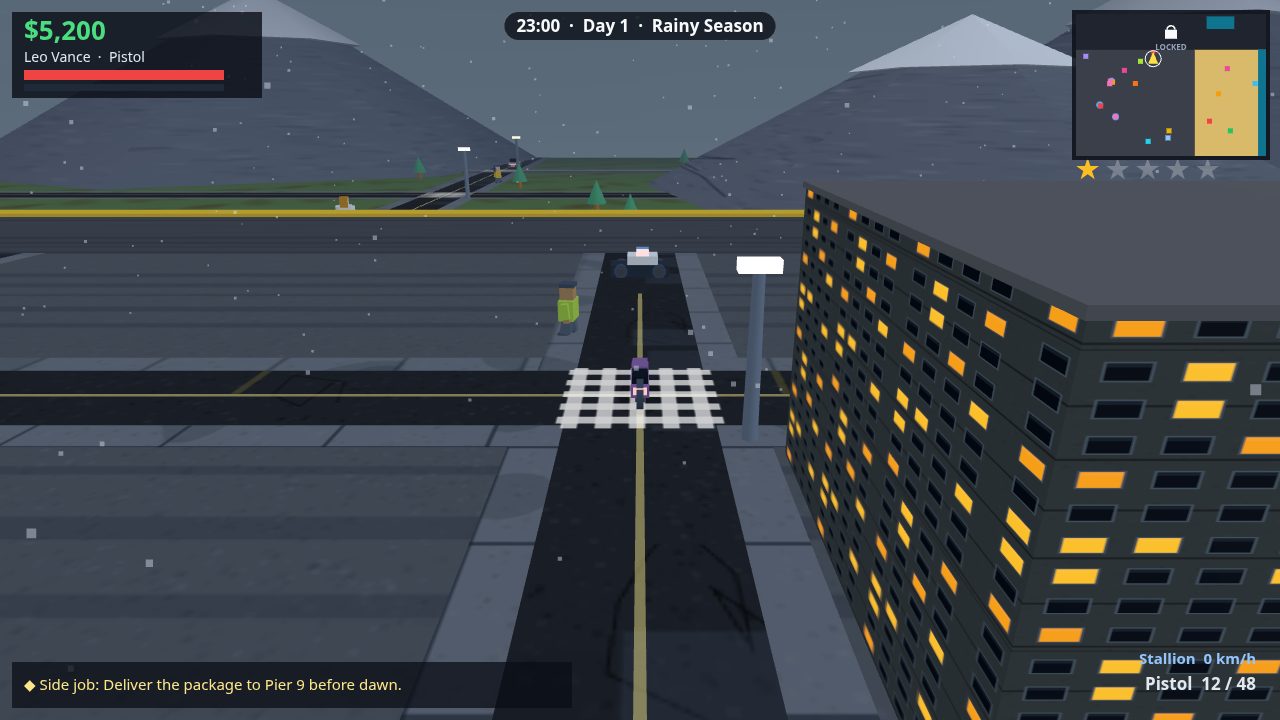 $5,200
Leo Vance · Pistol
23:00 · Day 1 · Rainy Season
LOCKED
◆ Side job: Deliver the package to Pier 9 before dawn.
Stallion 0 km/h
Pistol 12 / 48